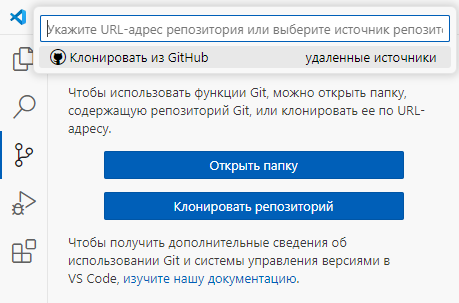 Укажите URL-адрес репозитория или выберите источник репозит
Клонировать из GitHub удаленные источники
Чтобы использовать функции Git, можно открыть папку,
содержащую репозиторий Git, или клонировать ее по URL-
адресу.
Открыть папку
Клонировать репозиторий
Чтобы получить дополнительные сведения об
использовании Git и системы управления версиями в
VS Code, изучите нашу документацию.